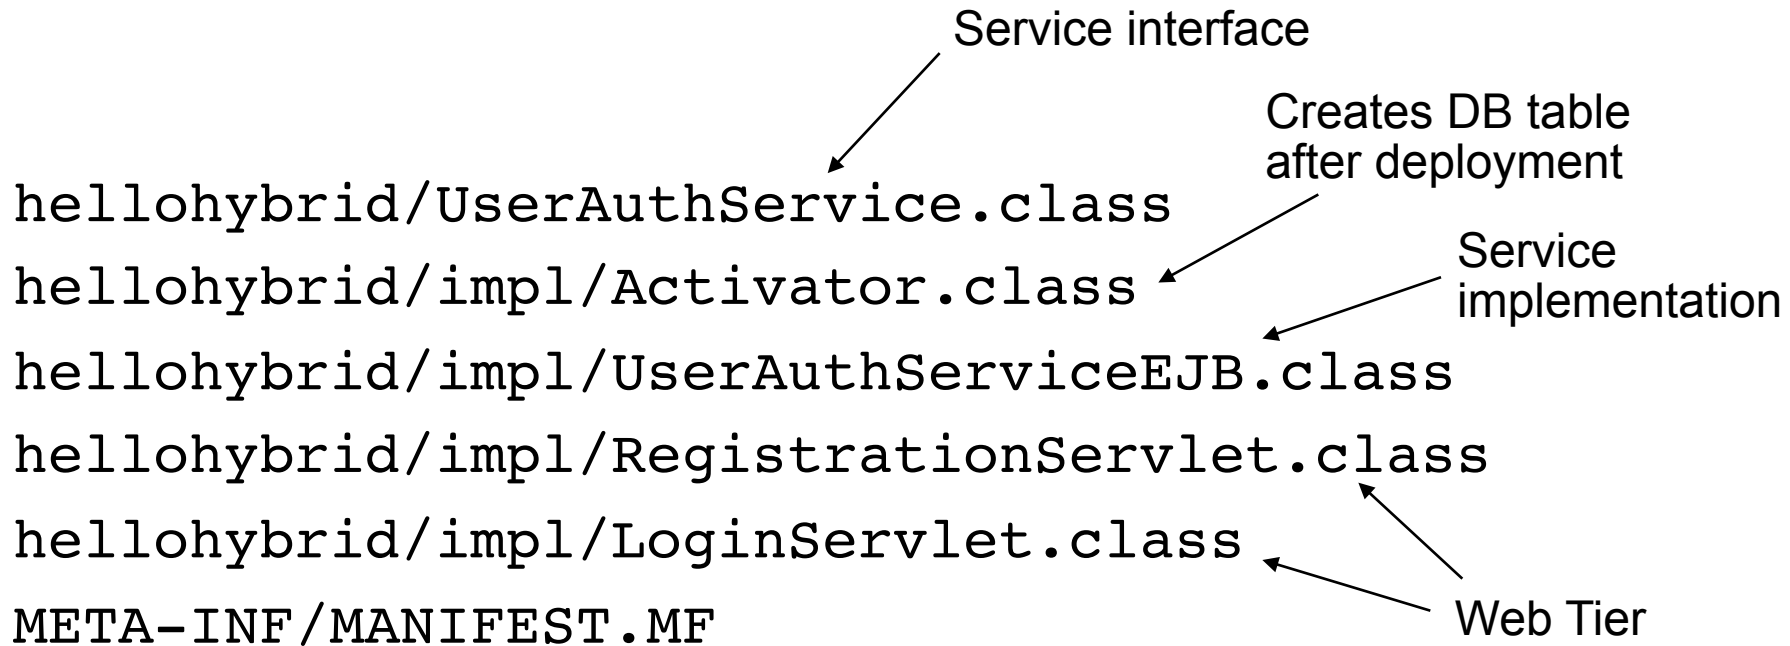 Service interface
Creates DB table
after deployment
hellohybrid/UserAuthService.class
Service
implementation
hellohybrid/impl/Activator.class
hellohybrid/impl/UserAuthServiceEJB.class
hellohybrid/impl/RegistrationServlet.class
hellohybrid/impl/LoginServlet.class
META-INF/MANIFEST.MF
Web Tier